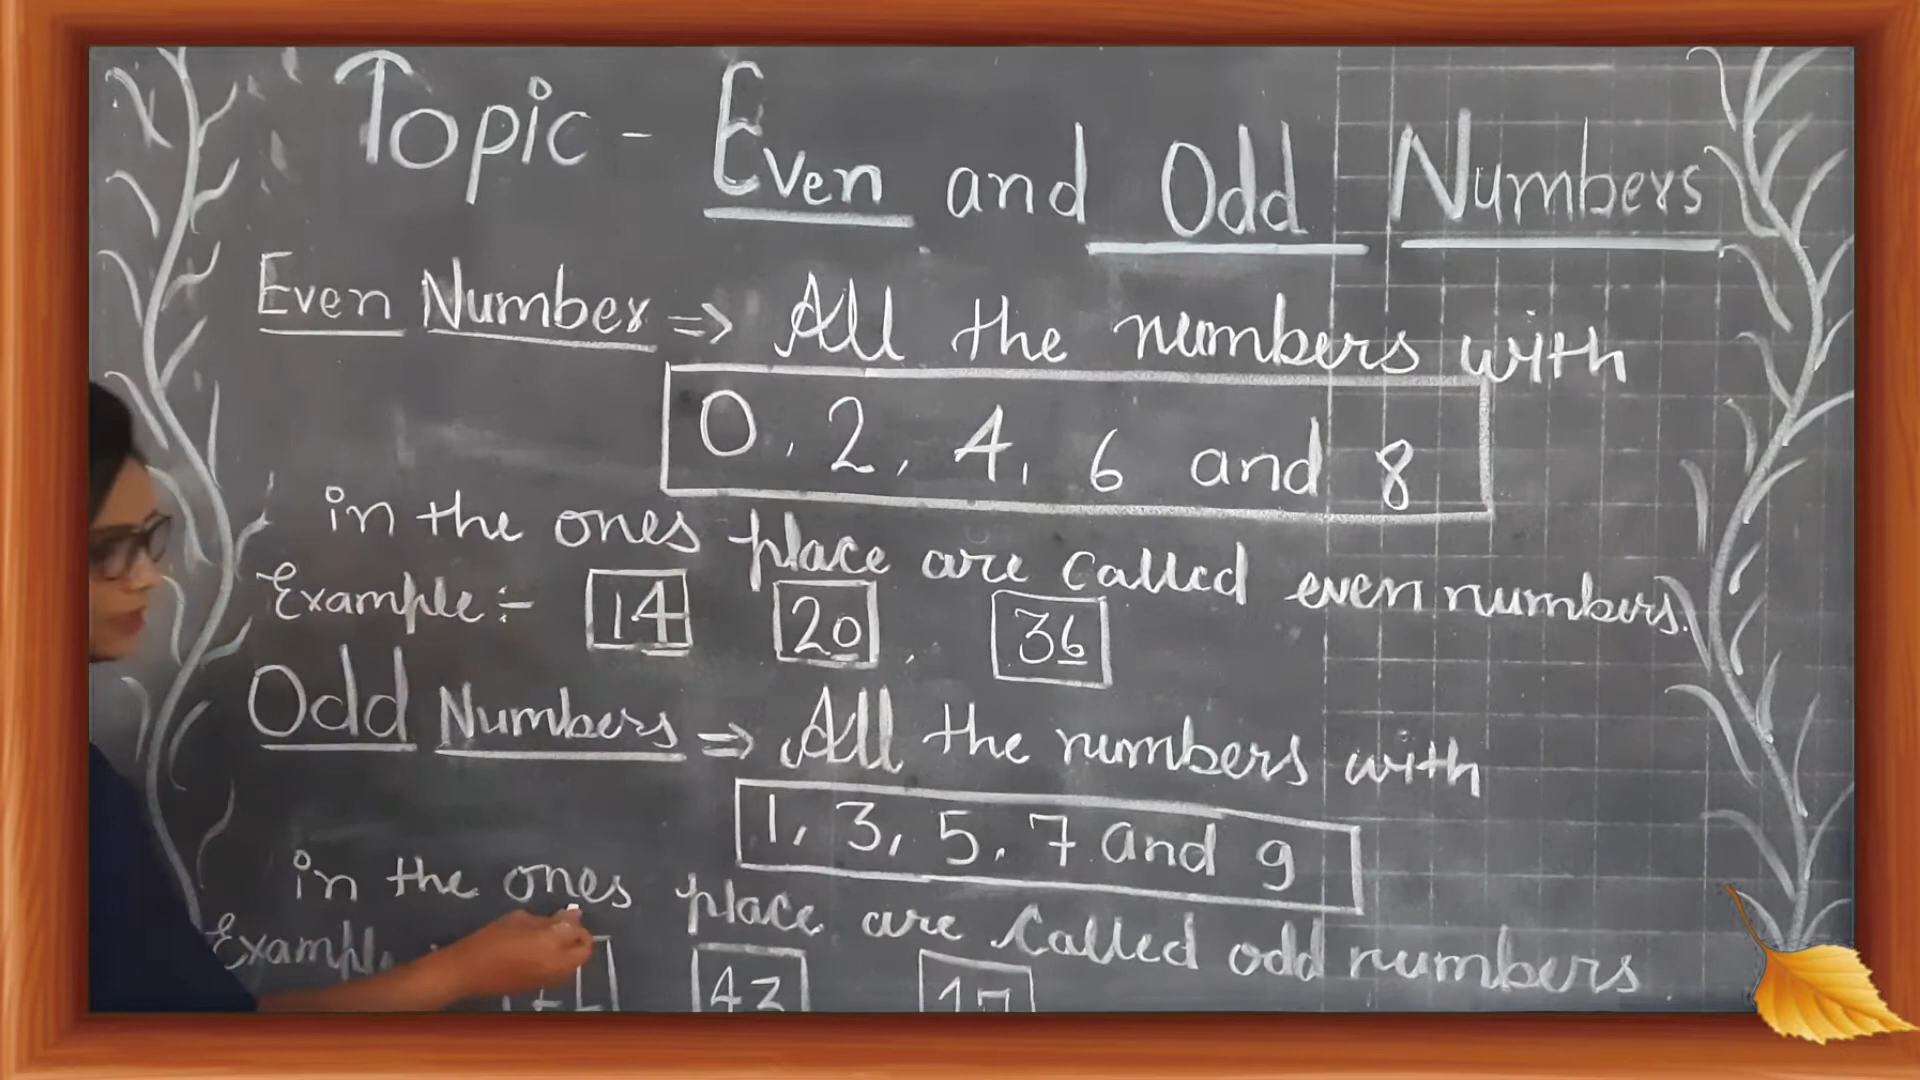 Topic - Even and Odd Numbers
Even Number => All the numbers with
0, 2, 4, 6 and 8
in the ones place are called even numbers.
Example :- 14 20, 36
Odd Numbers => All the numbers with
1, 3, 5, 7 and 9
in the ones place are called odd numbers.